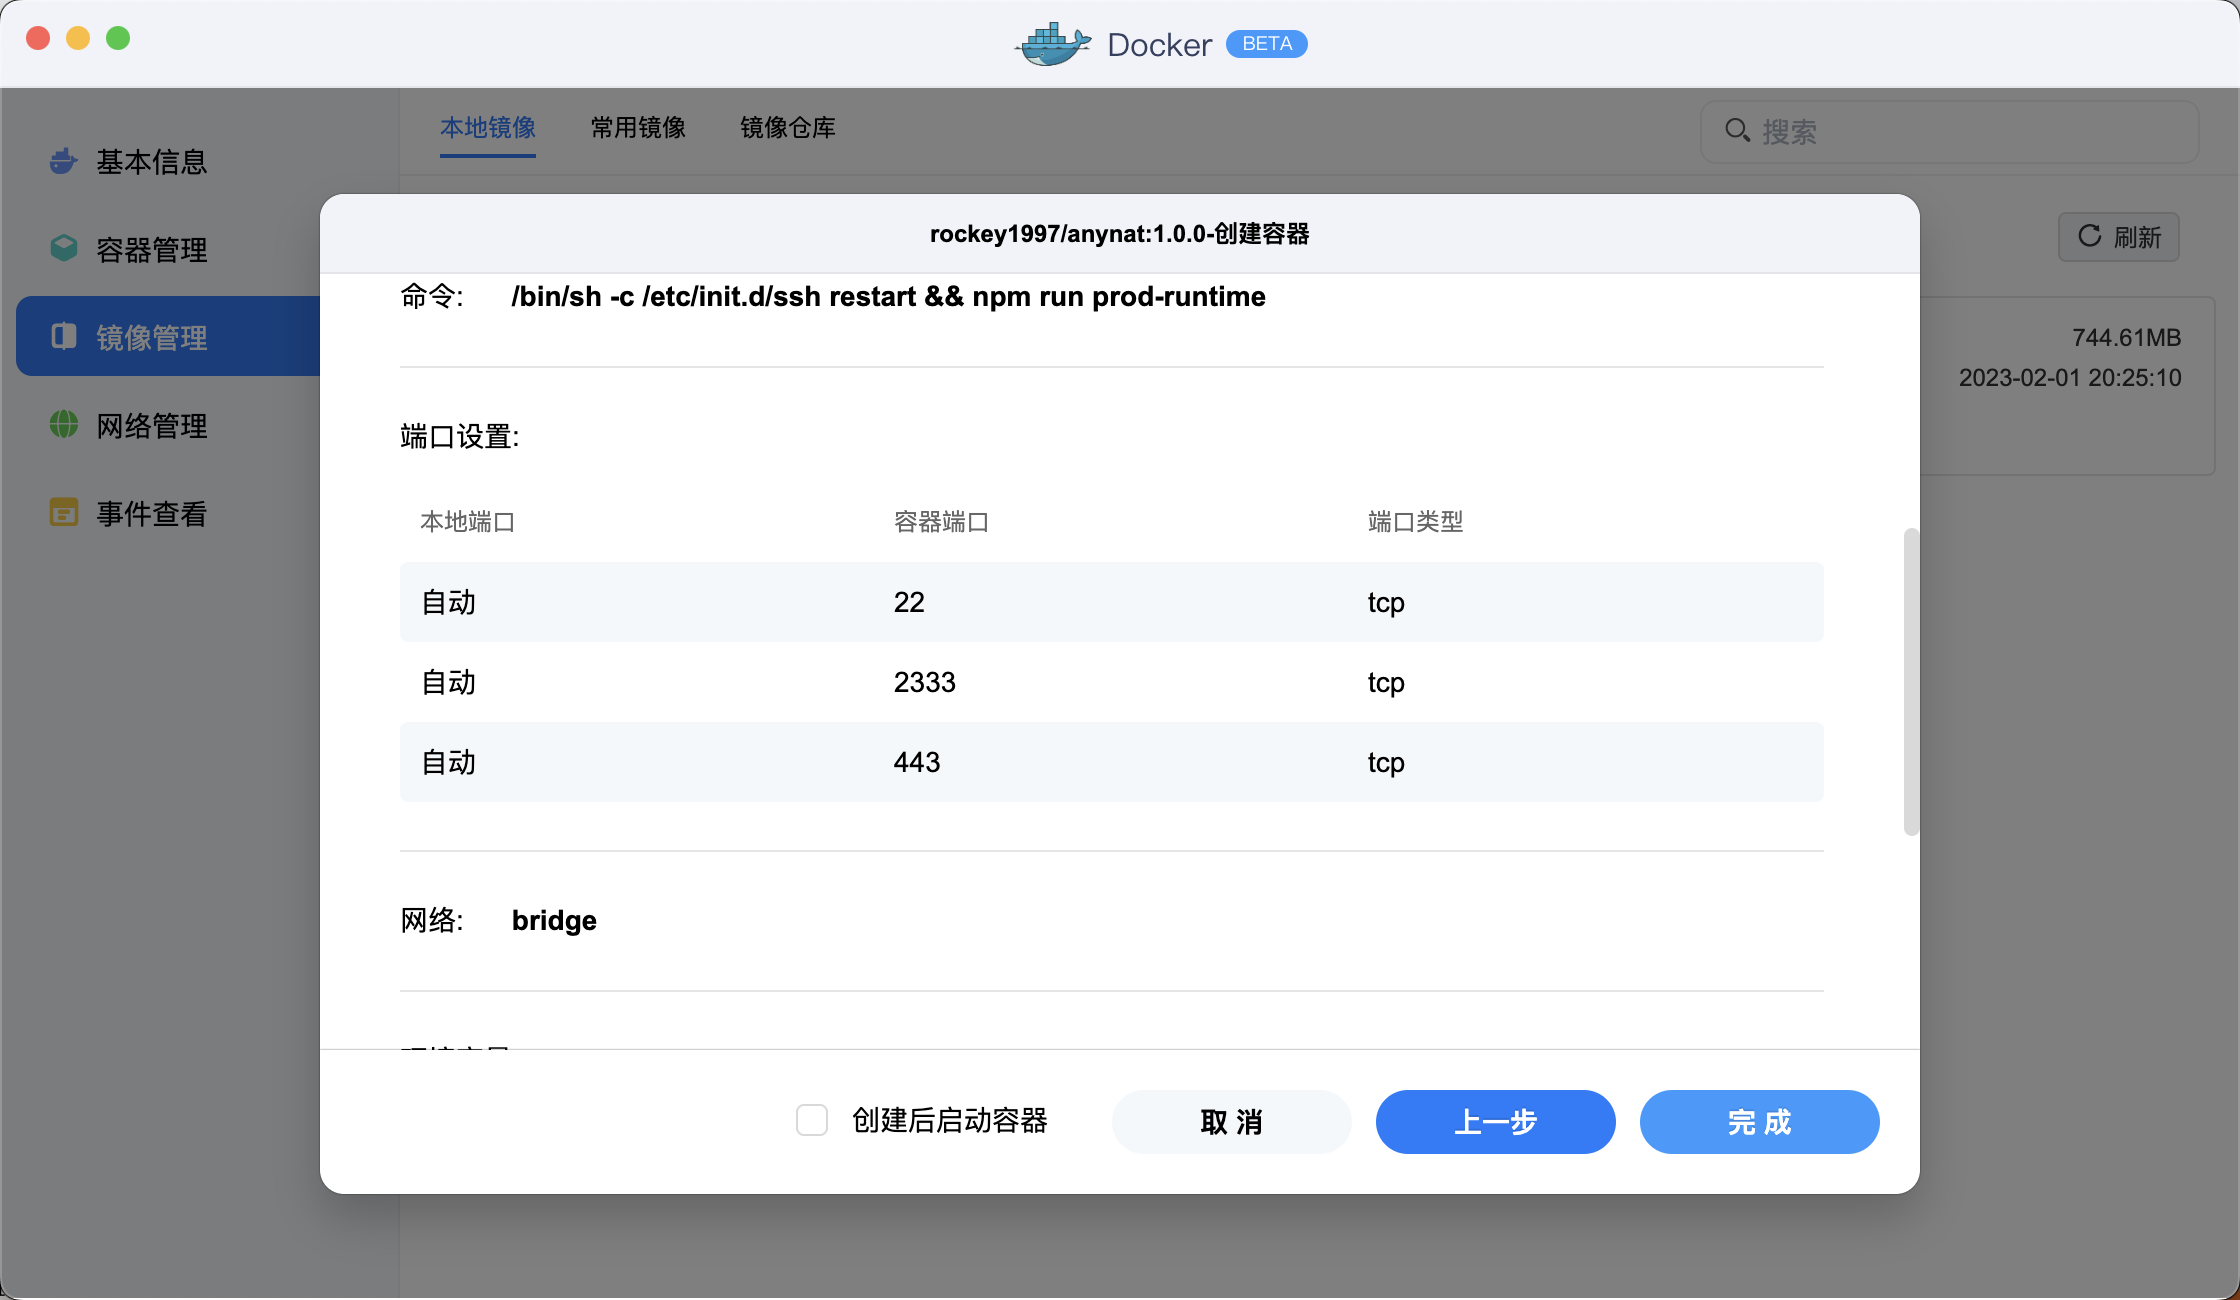 Docker BETA
本地镜像 常用镜像 镜像仓库 搜索
基本信息
容器管理
镜像管理
网络管理
事件查看
刷新
744.61MB
2023-02-01 20:25:10
rockey1997/anynat:1.0.0-创建容器
命令: /bin/sh -c /etc/init.d/ssh restart && npm run prod-runtime
端口设置:
本地端口 容器端口 端口类型
自动 22 tcp
自动 2333 tcp
自动 443 tcp
网络: bridge
创建后启动容器 取 消 上一步 完 成